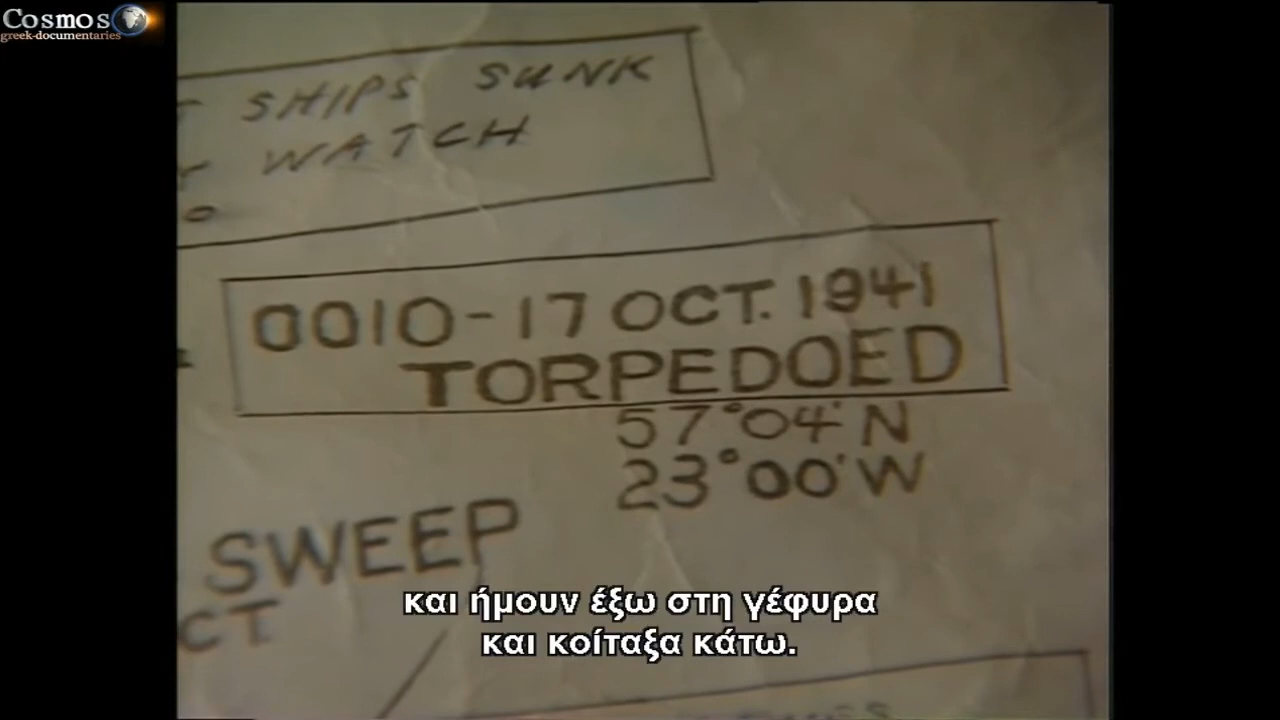 Cosmos
greek-documentaries
SHIPS SUNK
WATCH
0010-17 OCT. 1941
TORPEDOED
57°04'N
23°00'W
SWEEP
CT
και ήμουν έξω στη γέφυρα
και κοίταξα κάτω.